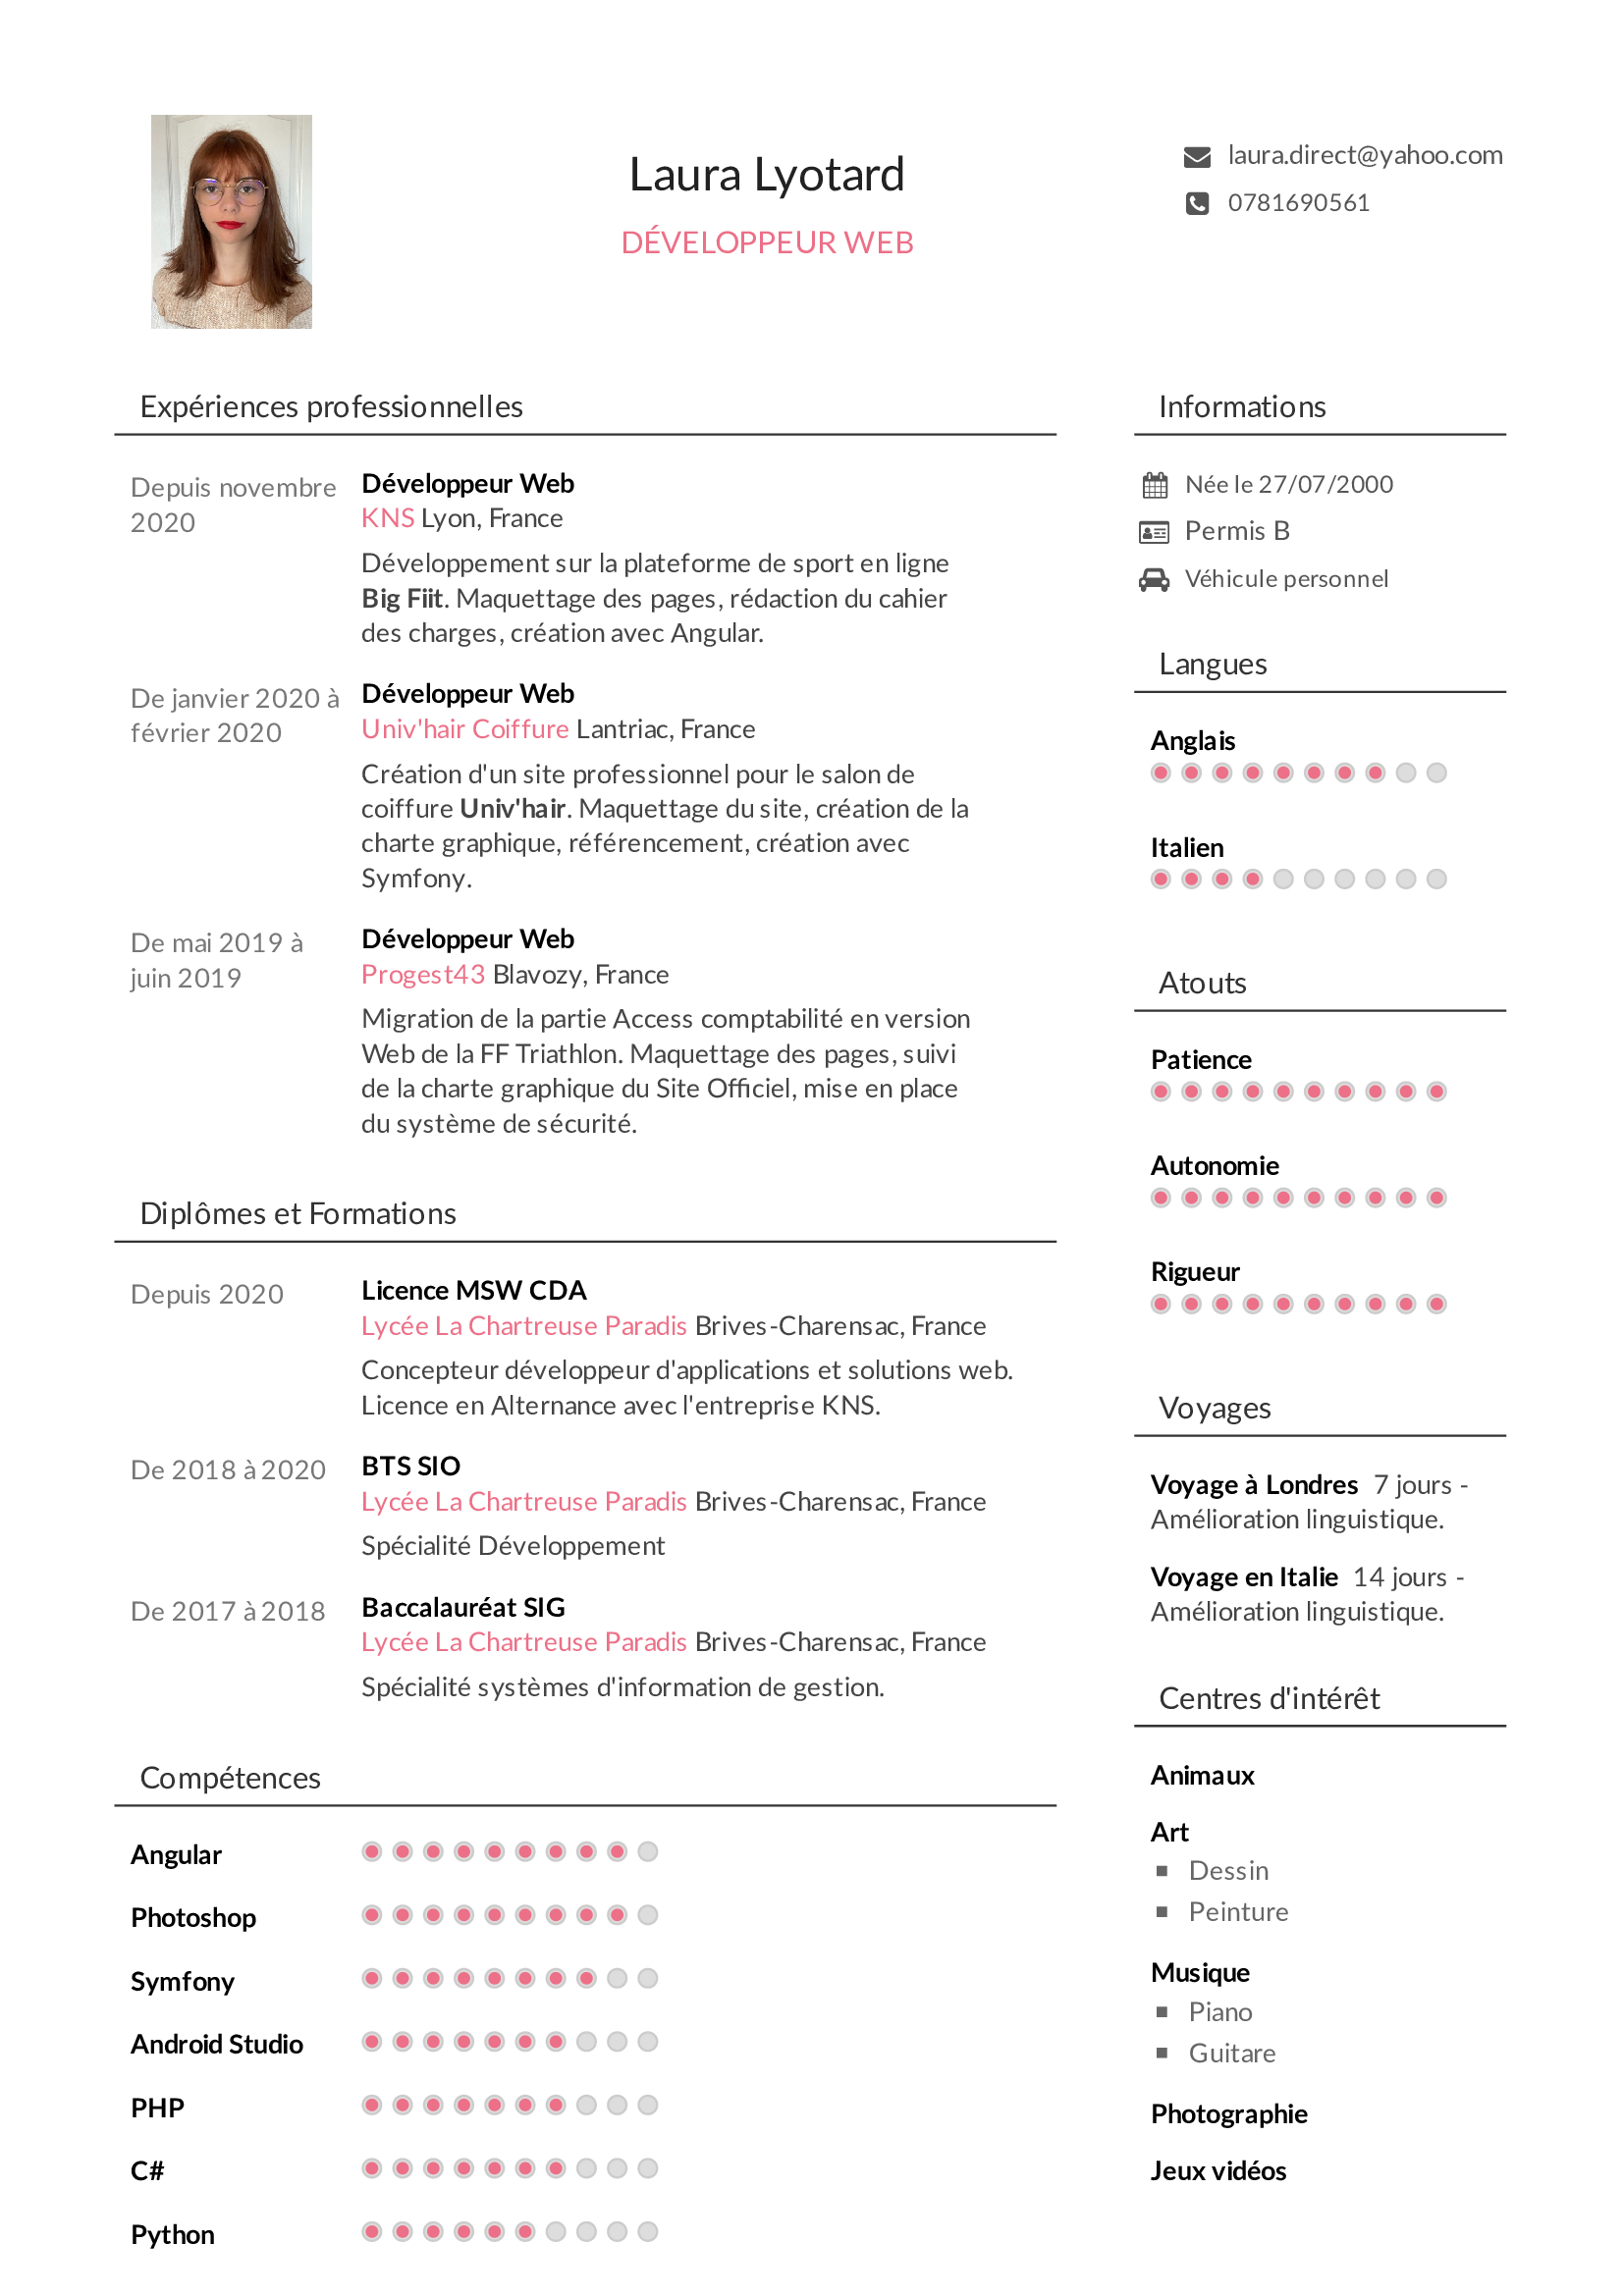 Laura Lyotard
DÉVELOPPEUR WEB
laura.direct@yahoo.com
0781690561
Expériences professionnelles
Depuis novembre
2020
Développeur Web
KNS Lyon, France
Développement sur la plateforme de sport en ligne
Big Fiit. Maquettage des pages, rédaction du cahier
des charges, création avec Angular.
De janvier 2020 à
février 2020
Développeur Web
Univ'hair Coiffure Lantriac, France
Création d'un site professionnel pour le salon de
coiffure Univ'hair. Maquettage du site, création de la
charte graphique, référencement, création avec
Symfony.
De mai 2019 à
juin 2019
Développeur Web
Progest43 Blavozy, France
Migration de la partie Access comptabilité en version
Web de la FF Triathlon. Maquettage des pages, suivi
de la charte graphique du Site Officiel, mise en place
du système de sécurité.
Diplômes et Formations
Depuis 2020
Licence MSW CDA
Lycée La Chartreuse Paradis Brives-Charensac, France
Concepteur développeur d'applications et solutions web.
Licence en Alternance avec l'entreprise KNS.
De 2018 à 2020
BTS SIO
Lycée La Chartreuse Paradis Brives-Charensac, France
Spécialité Développement
De 2017 à 2018
Baccalauréat SIG
Lycée La Chartreuse Paradis Brives-Charensac, France
Spécialité systèmes d'information de gestion.
Compétences
Angular
Photoshop
Symfony
Android Studio
PHP
C#
Python
Informations
Née le 27/07/2000
Permis B
Véhicule personnel
Langues
Anglais
Italien
Atouts
Patience
Autonomie
Rigueur
Voyages
Voyage à Londres 7 jours -
Amélioration linguistique.
Voyage en Italie 14 jours -
Amélioration linguistique.
Centres d'intérêt
Animaux
Art
▪ Dessin
▪ Peinture
Musique
▪ Piano
▪ Guitare
Photographie
Jeux vidéos